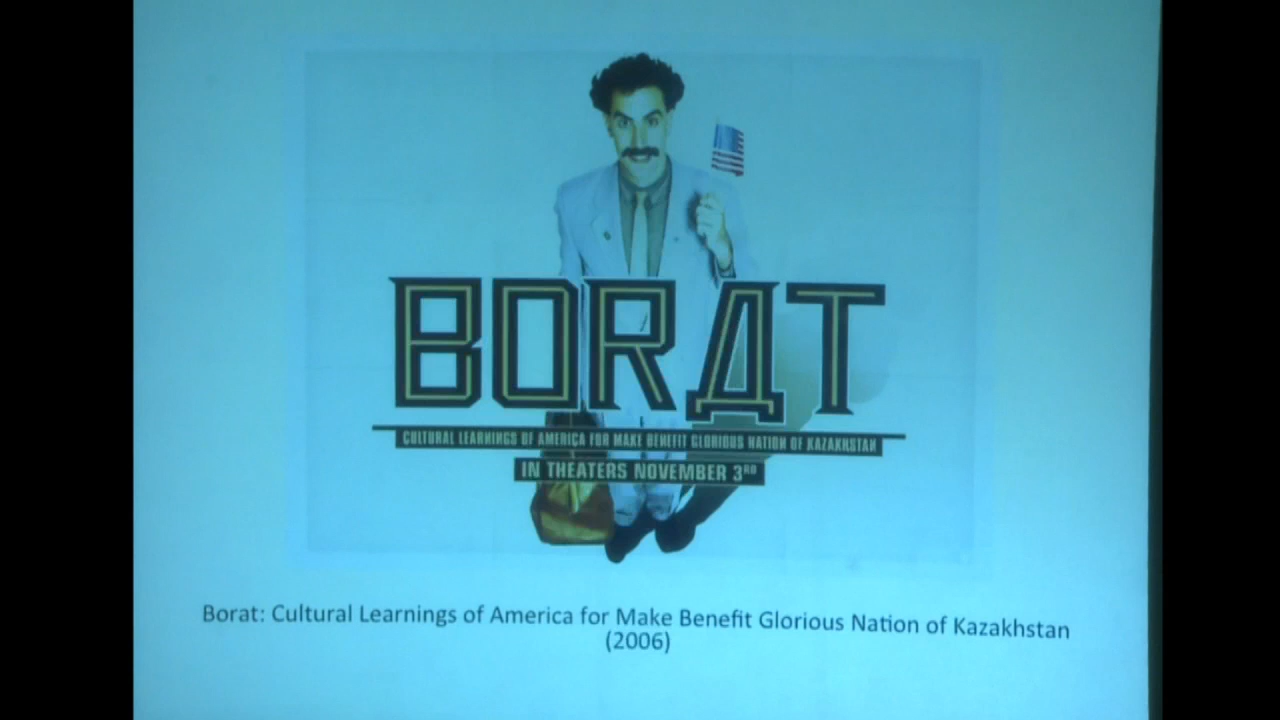 BORДT
CULTURAL LEARNINGS OF AMERICA FOR MAKE BENEFIT GLORIOUS NATION OF KAZAKHSTAN
IN THEATERS NOVEMBER 3RD
Borat: Cultural Learnings of America for Make Benefit Glorious Nation of Kazakhstan
(2006)